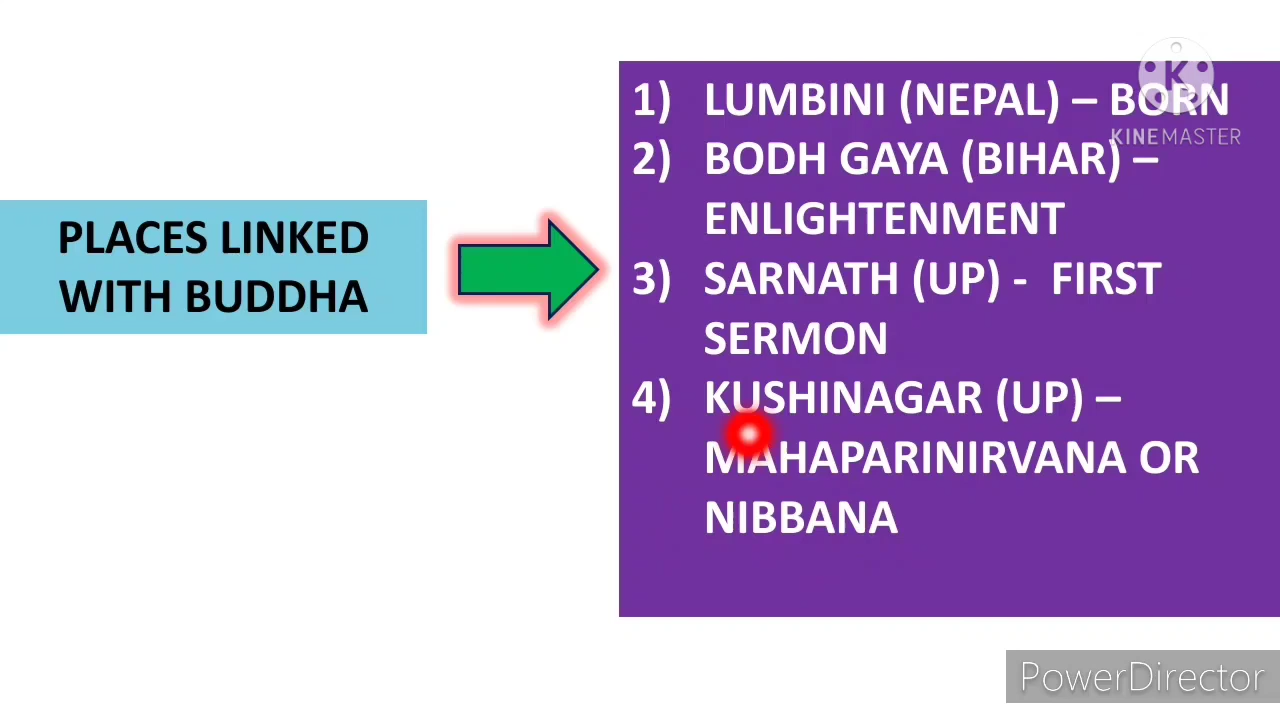 PLACES LINKED
WITH BUDDHA
1) LUMBINI (NEPAL) – BORN
2) BODH GAYA (BIHAR) –
ENLIGHTENMENT
3) SARNATH (UP) - FIRST
SERMON
4) KUSHINAGAR (UP) –
MAHAPARINIRVANA OR
NIBBANA
K
KINEMASTER
PowerDirector